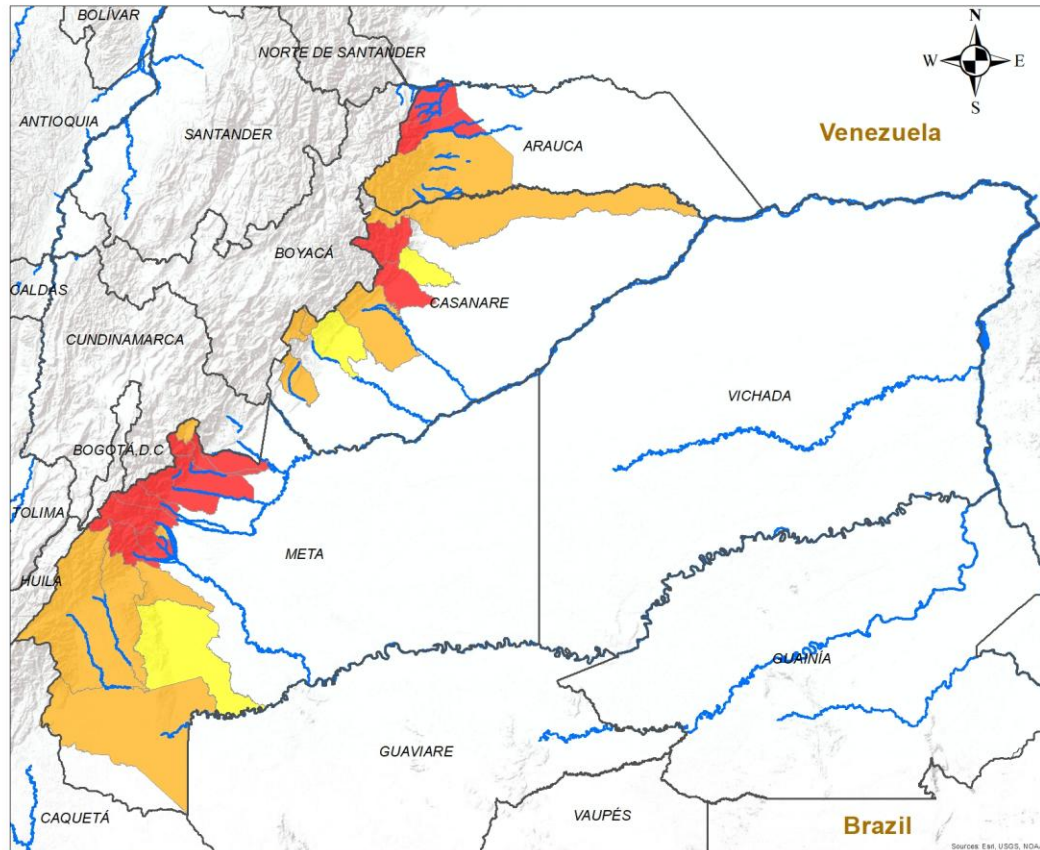 BOLÍVAR
N
NORTE DE SANTANDER
W
E
S
ANTIOQUIA
SANTANDER
Venezuela
ARAUCA
BOYACÁ
CALDAS
CASANARE
CUNDINAMARCA
VICHADA
BOGOTÁ,D.C
TOLIMA
META
HUILA
GUAINÍA
GUAVIARE
CAQUETÁ
VAUPÉS
Brazil
Sources: Esri, USGS, NOAA